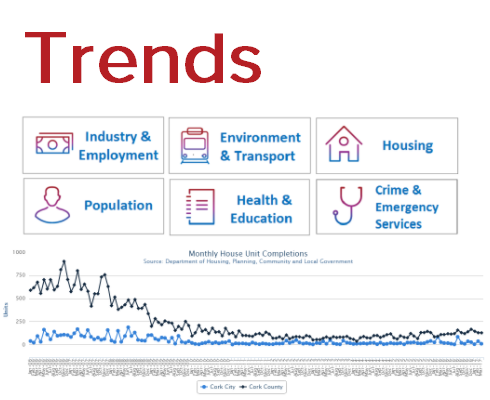 Trends
Industry &
Employment
Environment
& Transport
Housing
Population
Health &
Education
Crime &
Emergency
Services
Monthly House Unit Completions
Source: Department of Housing, Planning, Community and Local Government
1000
750
500
250
0
Units
Cork City
Cork County